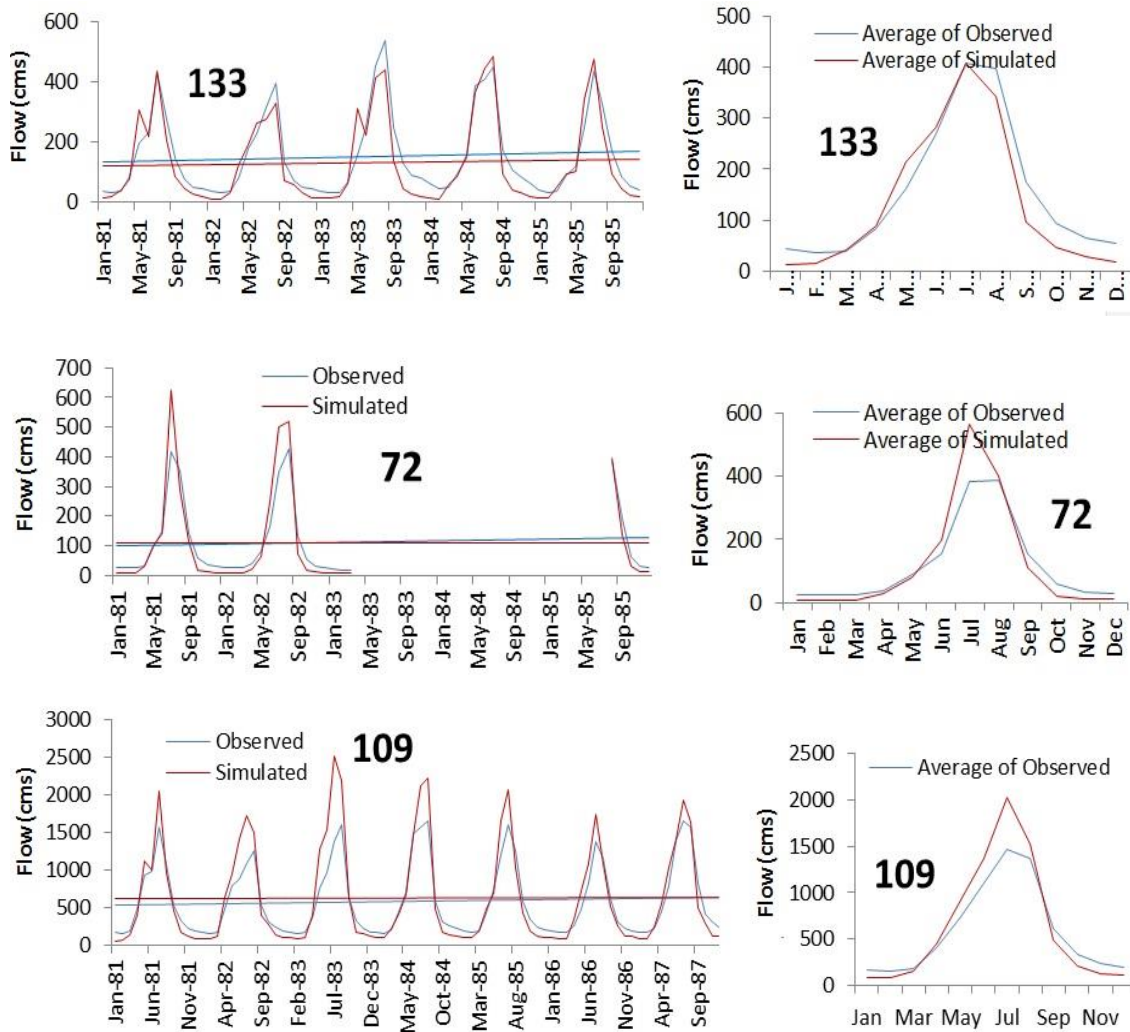 600
400
200
0
Flow (cms)
133
Jan-81
May-81
Sep-81
Jan-82
May-82
Sep-82
Jan-83
May-83
Sep-83
Jan-84
May-84
Sep-84
Jan-85
May-85
Sep-85
500
400
300
200
100
0
Flow (cms)
Average of Observed
Average of Simulated
133
J...
F...
M...
A...
M...
J...
J...
A...
S...
O...
N...
D...
700
600
500
400
300
200
100
0
Flow (cms)
Observed
Simulated
72
Jan-81
May-81
Sep-81
Jan-82
May-82
Sep-82
Jan-83
May-83
Sep-83
Jan-84
May-84
Sep-84
Jan-85
May-85
Sep-85
600
400
200
0
Flow (cms)
Average of Observed
Average of Simulated
72
Jan
Feb
Mar
Apr
May
Jun
Jul
Aug
Sep
Oct
Nov
Dec
3000
2500
2000
1500
1000
500
0
Flow (cms)
Observed
Simulated
109
Jan-81
Jun-81
Nov-81
Apr-82
Sep-82
Feb-83
Jul-83
Dec-83
May-84
Oct-84
Mar-85
Aug-85
Jan-86
Jun-86
Nov-86
Apr-87
Sep-87
2500
2000
1500
1000
500
0
Flow (cms)
Average of Observed
109
Jan Mar May Jul Sep Nov